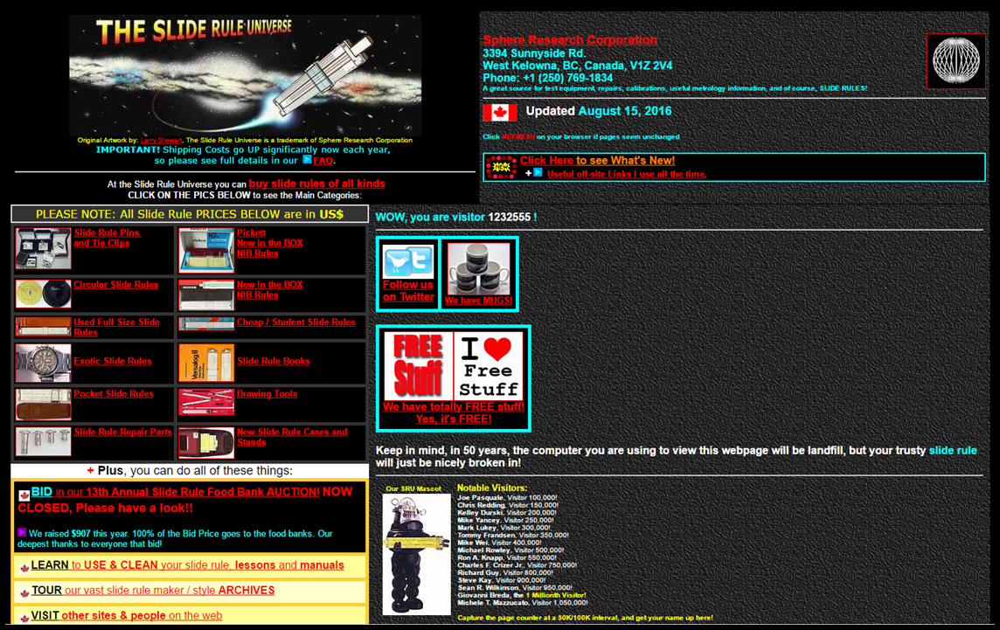 THE SLIDE RULE UNIVERSE
Original Artwork by: Larry Stewart, The Slide Rule Universe is a trademark of Sphere Research Corporation
IMPORTANT! Shipping Costs go UP significantly now each year,
so please see full details in our FAQ.
At the Slide Rule Universe you can buy slide rules of all kinds
CLICK ON THE PICS BELOW to see the Main Categories:
Sphere Research Corporation
3394 Sunnyside Rd.
West Kelowna, BC, Canada, V1Z 2V4
Phone: +1 (250) 769-1834
A great source for test equipment, repairs, calibrations, useful metrology information, and of course, SLIDE RULES!
Updated August 15, 2016
Click REFRESH on your browser if pages seem unchanged
Click Here to see What's New!
+ Useful off-site Links I use all the time.
PLEASE NOTE: All Slide Rule PRICES BELOW are in US$
Slide Rule Pins
and Tie Clips
Pickett
New in the BOX
NIB Rules
Circular Slide Rules
New In the BOX
NIB Rules
Used Full Size Slide
Rules
Cheap / Student Slide Rules
Exotic Slide Rules
Versalog II
Slide Rule Books
Pocket Slide Rules
Drawing Tools
Slide Rule Repair Parts
New Slide Rule Cases and
Stands
+ Plus, you can do all of these things:
BID in our 13th Annual Slide Rule Food Bank AUCTION! NOW
CLOSED, Please have a look!!
We raised $907 this year. 100% of the Bid Price goes to the food banks. Our
deepest thanks to everyone that bid!
LEARN to USE & CLEAN your slide rule, lessons and manuals
TOUR our vast slide rule maker / style ARCHIVES
VISIT other sites & people on the web
WOW, you are visitor 1232555 !
Follow us
on Twitter
We have MUGS!
FREE
Stuff
I
Free
Stuff
We have totally FREE stuff!
Yes, it's FREE!
Keep in mind, in 50 years, the computer you are using to view this webpage will be landfill, but your trusty slide rule
will just be nicely broken in!
Our SRU Mascot
Notable Visitors:
Joe Pasquale, Visitor 100,000!
Chris Redding, Visitor 150,000!
Kelley Durski, Visitor 200,000!
Mike Yancey, Visitor 250,000!
Mark Lukey, Visitor 300,000!
Tommy Frandsen, Visitor 350,000!
Mike Wei, Visitor 400,000!
Michael Rowley, Visitor 500,000!
Ron A. Knapp, Visitor 550,000!
Charles F. Crizer Jr., Visitor 750,000!
Richard Guy, Visitor 800,000!
Steve Kay, Visitor 900,000!
Sean R. Wilkinson, Visitor 950,000!
Giovanni Breda, the 1 Millionth Visitor!
Michele T. Mazzucato, Visitor 1,050,000!
Capture the page counter at a 50K/100K interval, and get your name up here!